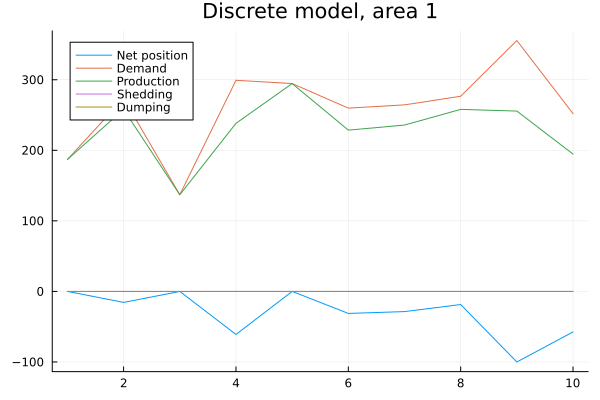 Discrete model, area 1
Net position
Demand
Production
Shedding
Dumping
300
200
100
0
−100
2
4
6
8
10